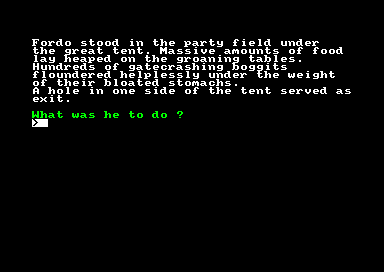 Fordo stood in the party field under
the great tent. Massive amounts of food
lay heaped on the groaning tables.
Hundreds of gatecrashing boggits
floundered helplessly under the weight
of their bloated stomachs.
A hole in one side of the tent served as
exit.
What was he to do ?
>